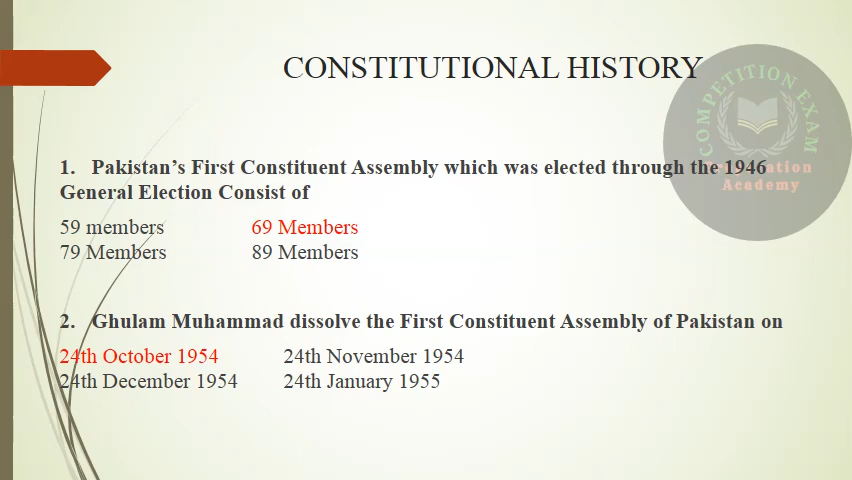 CONSTITUTIONAL HISTORY
COMPETITION EXAM
Preparation
Academy
1. Pakistan’s First Constituent Assembly which was elected through the 1946
General Election Consist of
59 members 69 Members
79 Members 89 Members
2. Ghulam Muhammad dissolve the First Constituent Assembly of Pakistan on
24th October 1954 24th November 1954
24th December 1954 24th January 1955